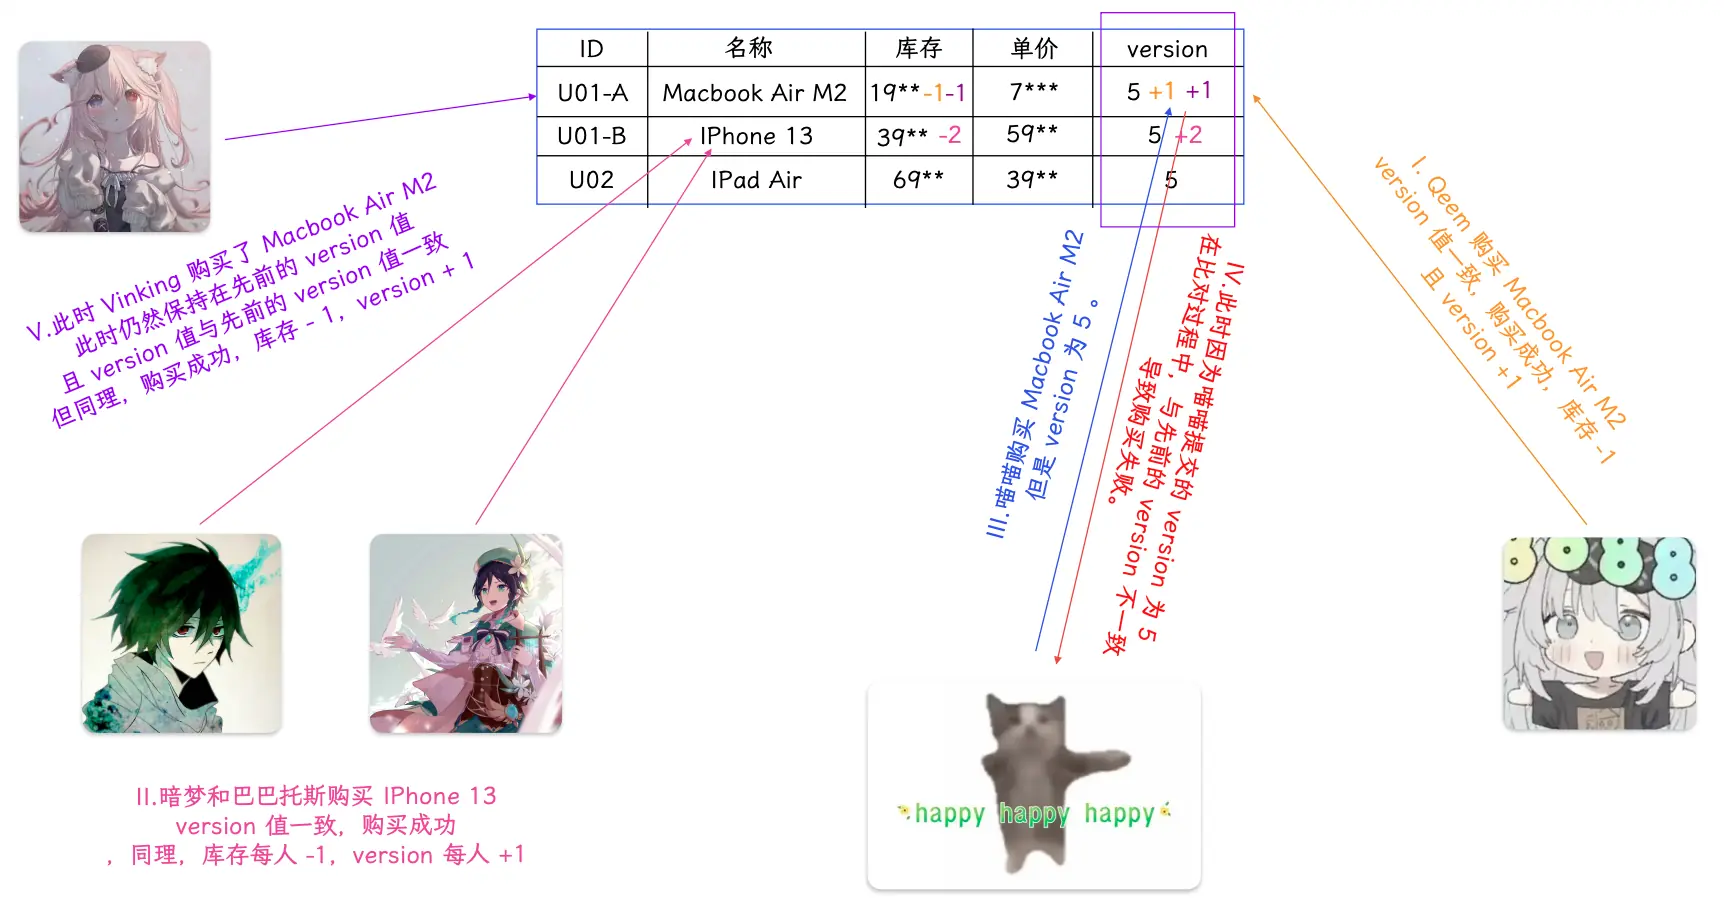 ID 名称 库存 单价 version
U01-A Macbook Air M2 19**-1-1 7*** 5 +1 +1
U01-B IPhone 13 39** -2 59** 5 +2
U02 IPad Air 69** 39** 5
V.此时 Vinking 购买了 Macbook Air M2
此时仍然保持在先前的 version 值
且 version 值与先前的 version 值一致
但同理，购买成功，库存 - 1，version + 1
III.喵喵购买 Macbook Air M2
但是 version 为 5 。
IV.此时因为喵喵提交的 version 为 5
在比对过程中，与先前的 version 不一致
导致购买失败。
I. Qeem 购买 Macbook Air M2
version 值一致，购买成功，库存 -1
且 version +1
II.暗梦和巴巴托斯购买 IPhone 13
version 值一致，购买成功
，同理，库存每人 -1，version 每人 +1
happy happy happy
8888